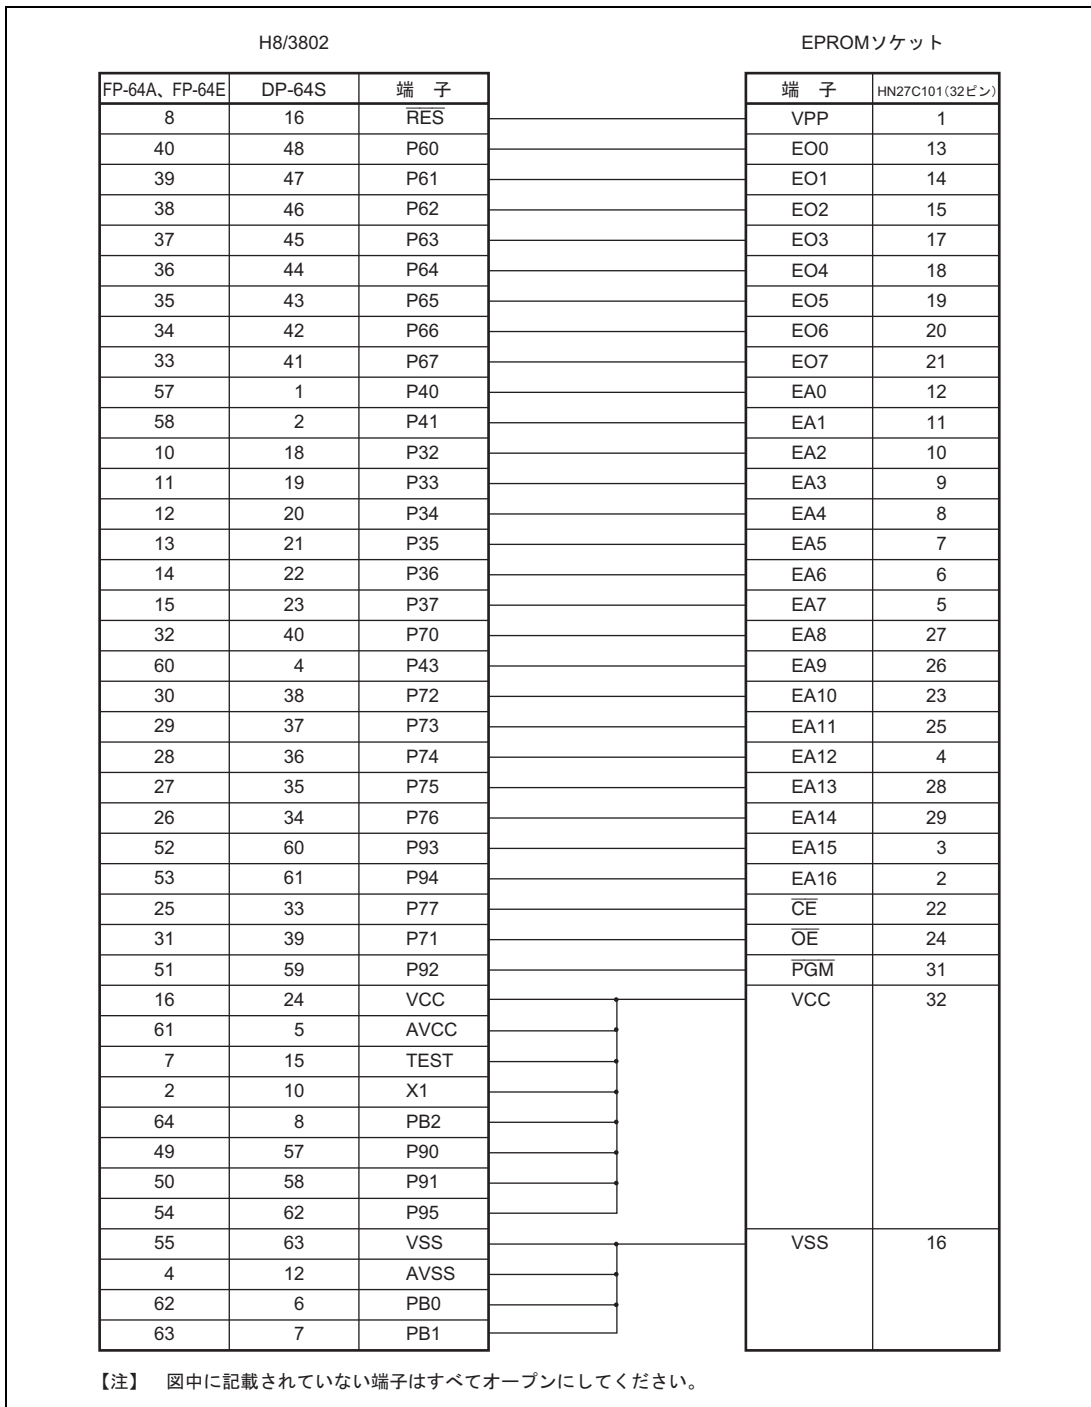 H8/3802 EPROMソケット
FP-64A、FP-64E DP-64S 端 子 端 子 HN27C101(32ピン)
8 16 R̅E̅S̅ VPP 1
40 48 P60 EO0 13
39 47 P61 EO1 14
38 46 P62 EO2 15
37 45 P63 EO3 17
36 44 P64 EO4 18
35 43 P65 EO5 19
34 42 P66 EO6 20
33 41 P67 EO7 21
57 1 P40 EA0 12
58 2 P41 EA1 11
10 18 P32 EA2 10
11 19 P33 EA3 9
12 20 P34 EA4 8
13 21 P35 EA5 7
14 22 P36 EA6 6
15 23 P37 EA7 5
32 40 P70 EA8 27
60 4 P43 EA9 26
30 38 P72 EA10 23
29 37 P73 EA11 25
28 36 P74 EA12 4
27 35 P75 EA13 28
26 34 P76 EA14 29
52 60 P93 EA15 3
53 61 P94 EA16 2
25 33 P77 C̅E̅ 22
31 39 P71 O̅E̅ 24
51 59 P92 P̅G̅M̅ 31
16 24 VCC VCC 32
61 5 AVCC
7 15 TEST
2 10 X1
64 8 PB2
49 57 P90
50 58 P91
54 62 P95
55 63 VSS VSS 16
4 12 AVSS
62 6 PB0
63 7 PB1
【注】 図中に記載されていない端子はすべてオープンにしてください。